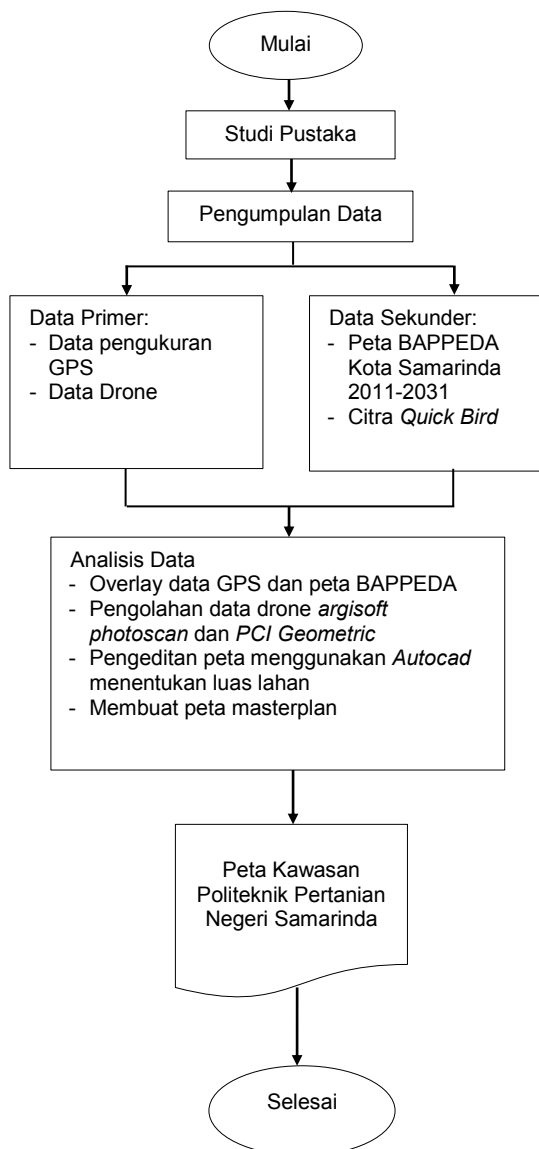 Mulai
Studi Pustaka
Pengumpulan Data
Data Primer:
- Data pengukuran
GPS
- Data Drone
Data Sekunder:
- Peta BAPPEDA
Kota Samarinda
2011-2031
- Citra Quick Bird
Analisis Data
- Overlay data GPS dan peta BAPPEDA
- Pengolahan data drone argisoft
photoscan dan PCI Geometric
- Pengeditan peta menggunakan Autocad
menentukan luas lahan
- Membuat peta masterplan
Peta Kawasan
Politeknik Pertanian
Negeri Samarinda
Selesai